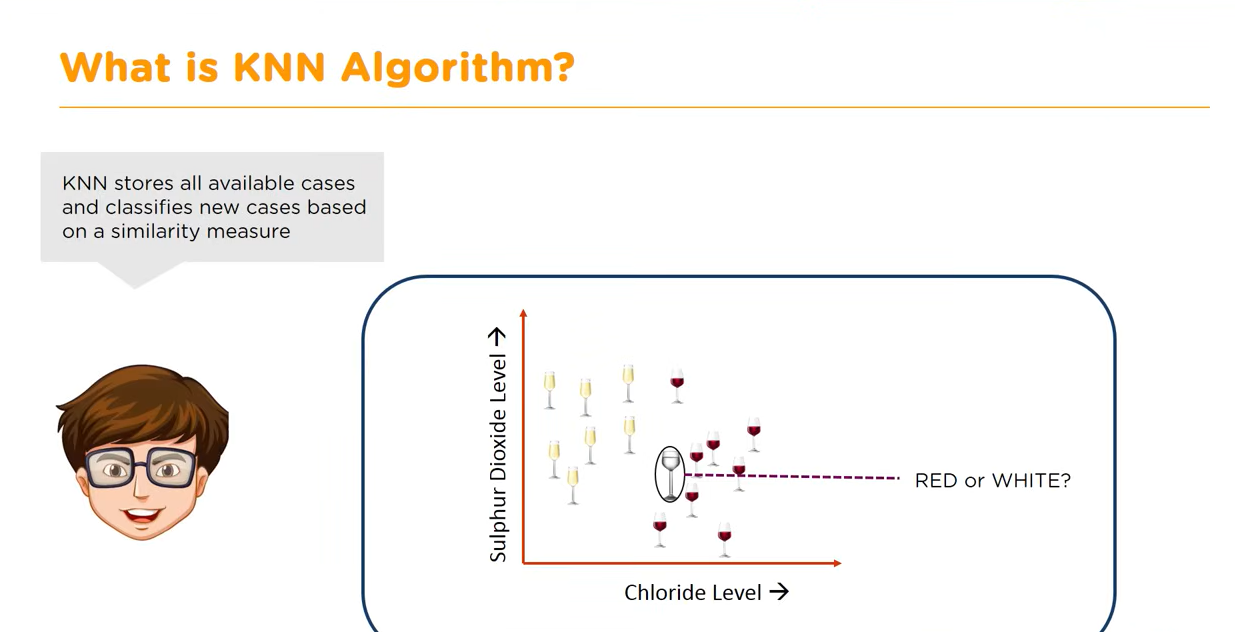 What is KNN Algorithm?
KNN stores all available cases
and classifies new cases based
on a similarity measure
Sulphur Dioxide Level →
RED or WHITE?
Chloride Level →